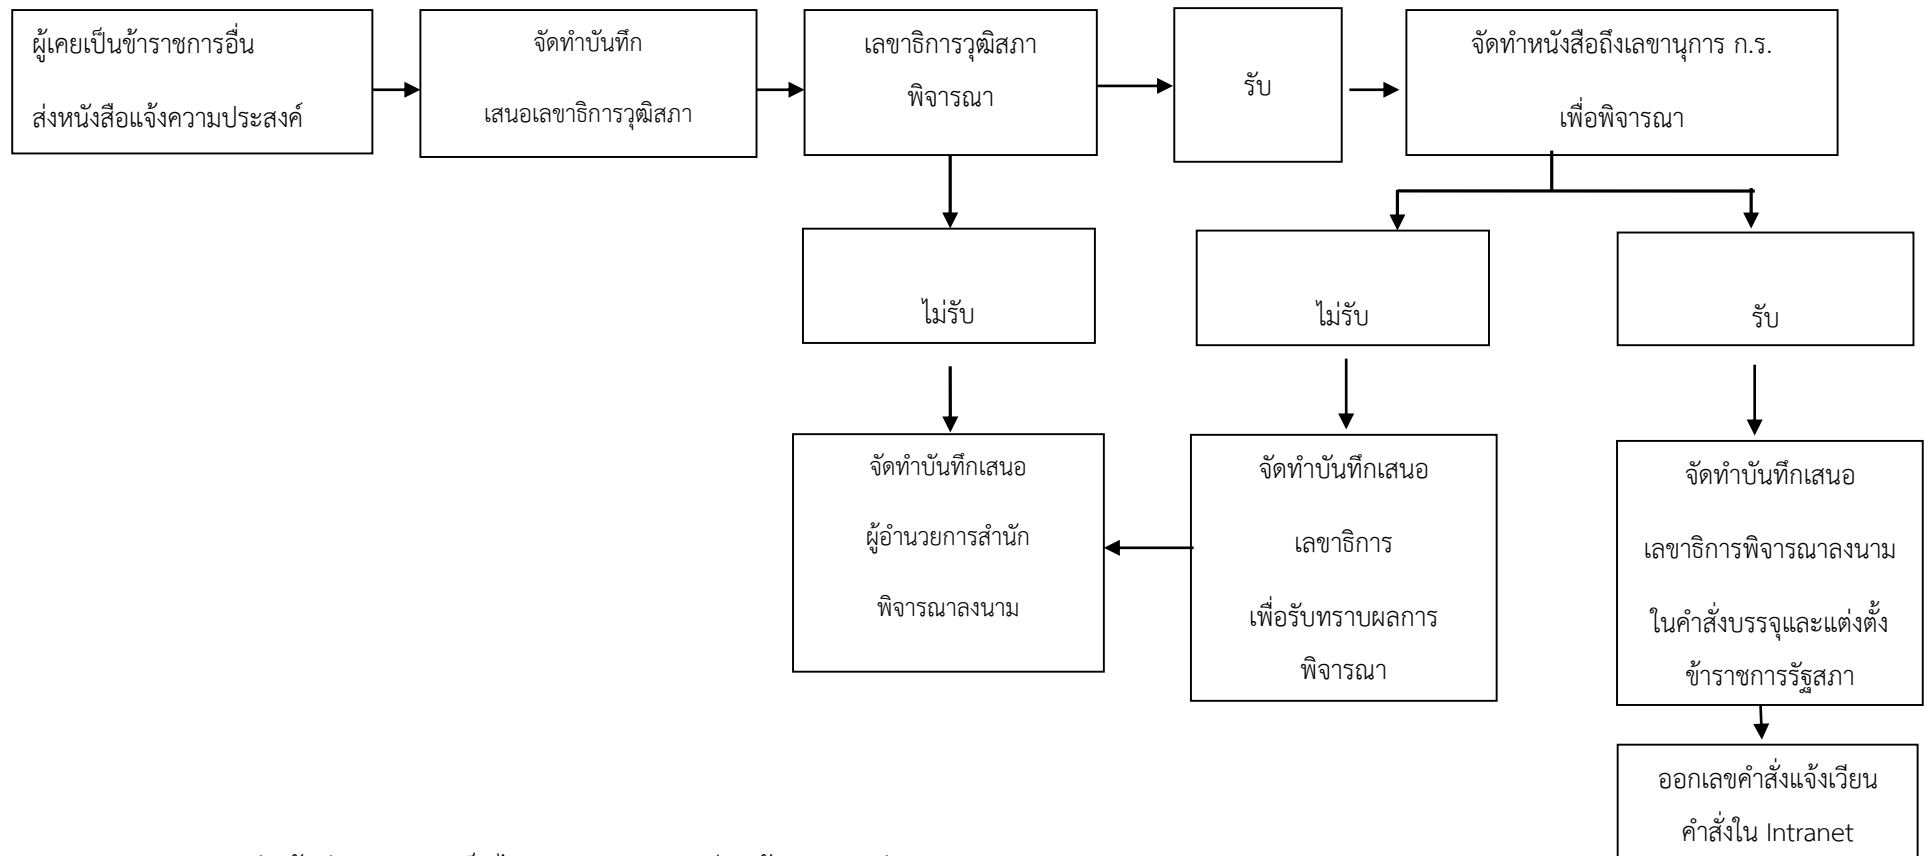 ผู้เคยเป็นข้าราชการอื่น
ส่งหนังสือแจ้งความประสงค์
จัดทำบันทึก
เสนอเลขาธิการวุฒิสภา
เลขาธิการวุฒิสภา
พิจารณา
รับ
จัดทำหนังสือถึงเลขานุการ ก.ร.
เพื่อพิจารณา
ไม่รับ
ไม่รับ
รับ
จัดทำบันทึกเสนอ
ผู้อำนวยการสำนัก
พิจารณาลงนาม
จัดทำบันทึกเสนอ
เลขาธิการ
เพื่อรับทราบผลการ
พิจารณา
จัดทำบันทึกเสนอ
เลขาธิการพิจารณาลงนาม
ในคำสั่งบรรจุและแต่งตั้ง
ข้าราชการรัฐสภา
ออกเลขคำสั่งแจ้งเวียน
คำสั่งใน Intranet